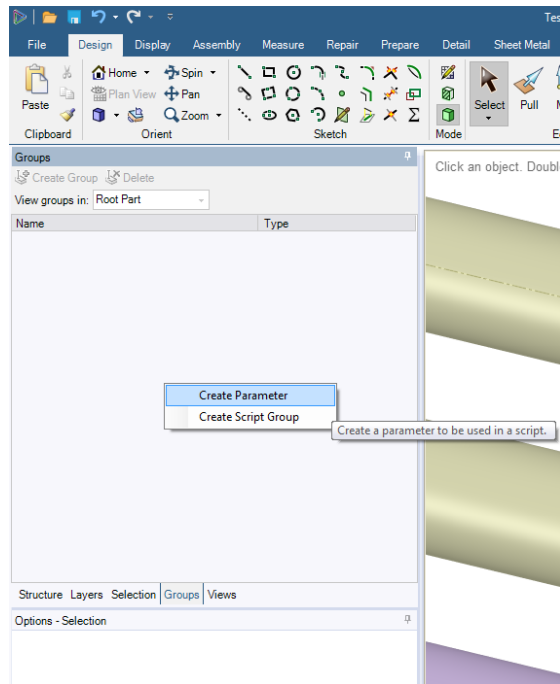 Tes
File Design Display Assembly Measure Repair Prepare Detail Sheet Metal
Home Spin
Paste Plan View Pan Select Pull
Zoom
Clipboard Orient Sketch Mode
Groups
Create Group Delete
View groups in: Root Part
Click an object. Doubl
Name Type
Create Parameter
Create Script Group
Create a parameter to be used in a script.
Structure Layers Selection Groups Views
Options - Selection